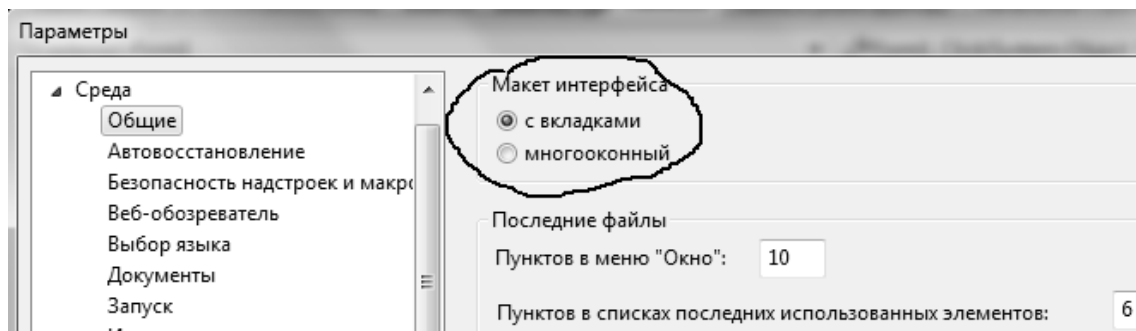 Параметры
Среда
Общие
Автовосстановление
Безопасность надстроек и макро
Веб-обозреватель
Выбор языка
Документы
Запуск
Макет интерфейса
с вкладками
многооконный
Последние файлы
Пунктов в меню "Окно": 10
Пунктов в списках последних использованных элементов: 6